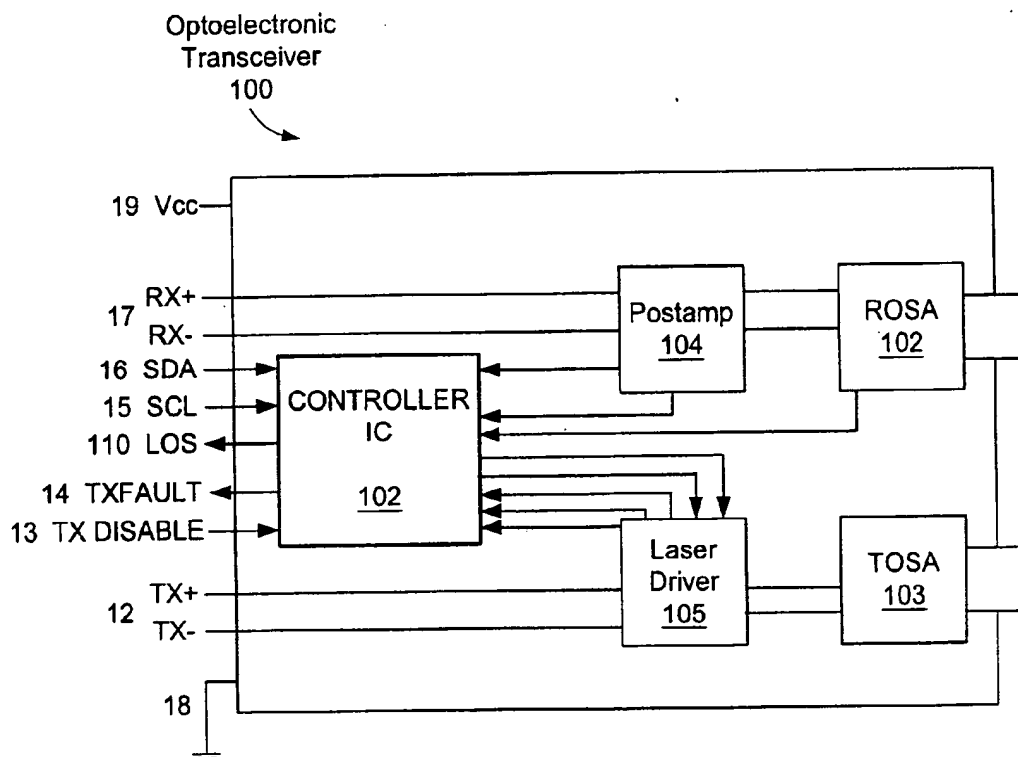 Optoelectronic
Transceiver
100
19 Vcc
17 RX+
RX-
16 SDA
15 SCL
110 LOS
14 TXFAULT
13 TX DISABLE
12 TX+
TX-
18
CONTROLLER
IC
102
Postamp
104
ROSA
102
Laser
Driver
105
TOSA
103